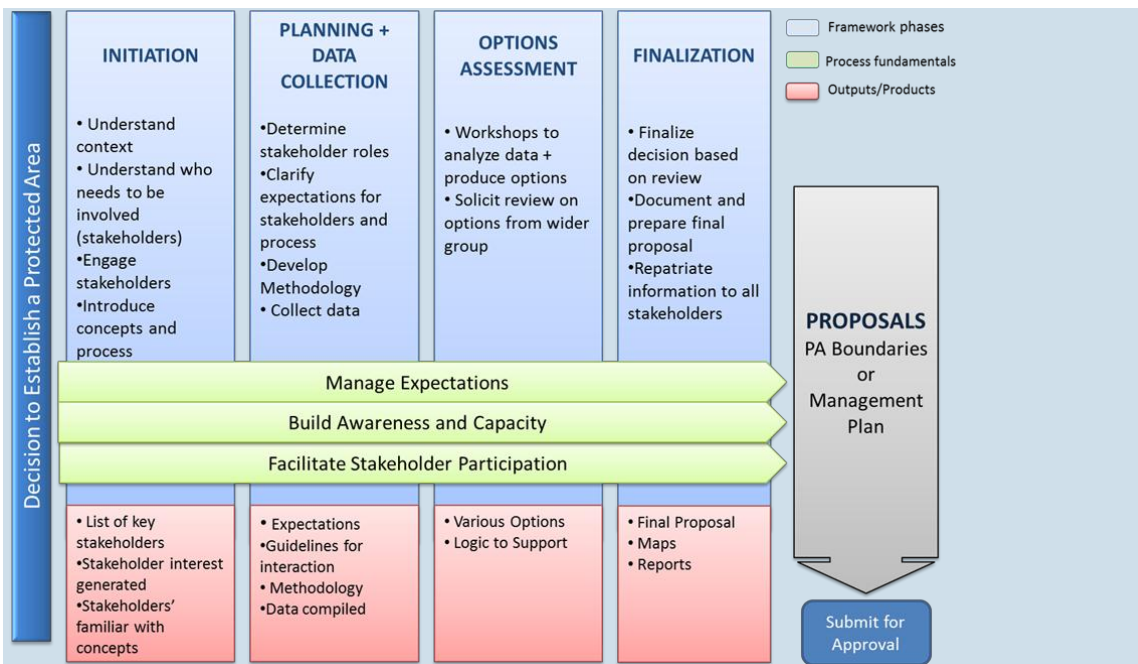 Decision to Establish a Protected Area
INITIATION
• Understand
context
• Understand who
needs to be
involved
(stakeholders)
•Engage
stakeholders
•Introduce
concepts and
process
PLANNING +
DATA
COLLECTION
•Determine
stakeholder roles
•Clarify
expectations for
stakeholders and
process
•Develop
Methodology
• Collect data
OPTIONS
ASSESSMENT
• Workshops to
analyze data +
produce options
• Solicit review on
options from wider
group
FINALIZATION
• Finalize
decision based
on review
•Document and
prepare final
proposal
•Repatriate
information to all
stakeholders
Framework phases
Process fundamentals
Outputs/Products
Manage Expectations
Build Awareness and Capacity
Facilitate Stakeholder Participation
• List of key
stakeholders
•Stakeholder interest
generated
•Stakeholders’
familiar with
concepts
• Expectations
•Guidelines for
interaction
• Methodology
•Data compiled
• Various Options
• Logic to Support
• Final Proposal
• Maps
• Reports
PROPOSALS
PA Boundaries
or
Management
Plan
Submit for
Approval